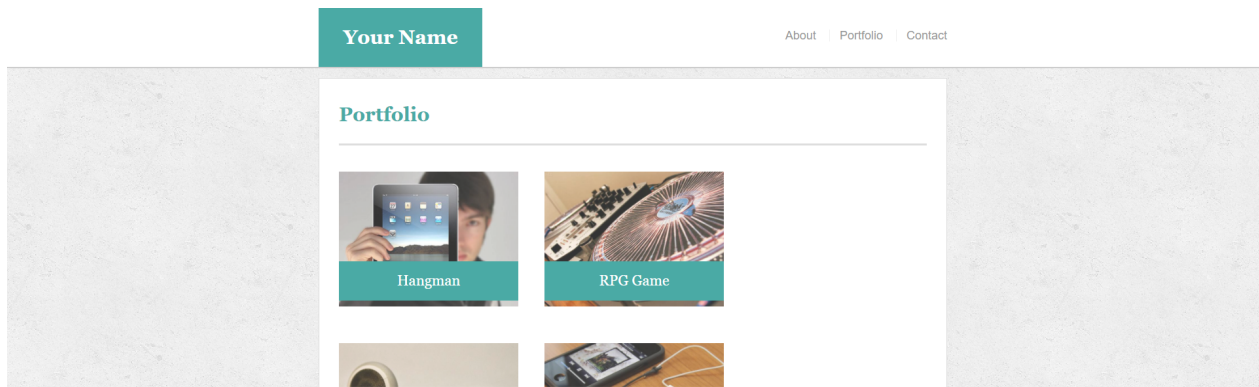 Your Name
About
Portfolio
Contact
Portfolio
Hangman
RPG Game